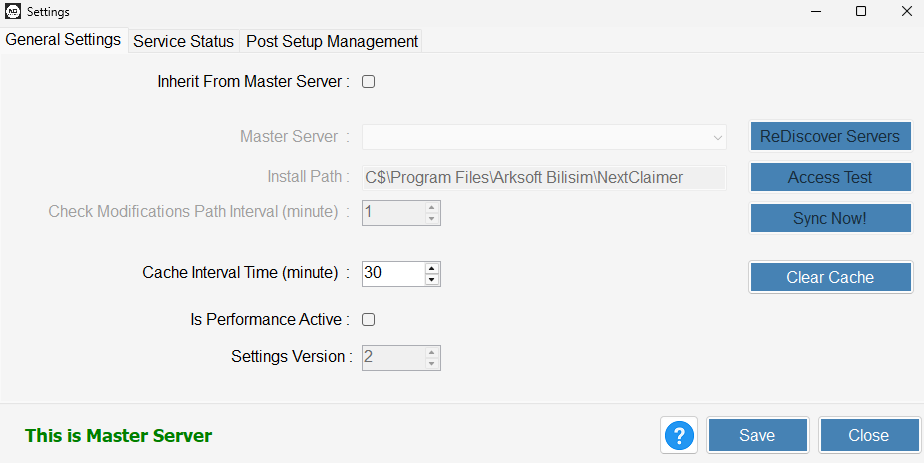 Settings
General Settings Service Status Post Setup Management
Inherit From Master Server :
Master Server : ReDiscover Servers
Install Path : C$\Program Files\Arksoft Bilisim\NextClaimer Access Test
Check Modifications Path Interval (minute) : 1 Sync Now!
Cache Interval Time (minute) : 30 Clear Cache
Is Performance Active :
Settings Version : 2
This is Master Server ? Save Close